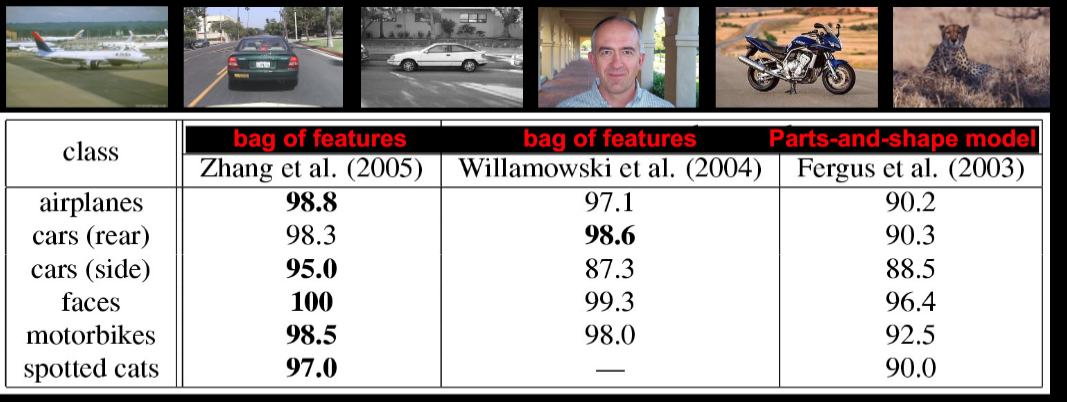 bag of features bag of features Parts-and-shape model
class
Zhang et al. (2005) Willamowski et al. (2004) Fergus et al. (2003)
airplanes 98.8 97.1 90.2
cars (rear) 98.3 98.6 90.3
cars (side) 95.0 87.3 88.5
faces 100 99.3 96.4
motorbikes 98.5 98.0 92.5
spotted cats 97.0 — 90.0